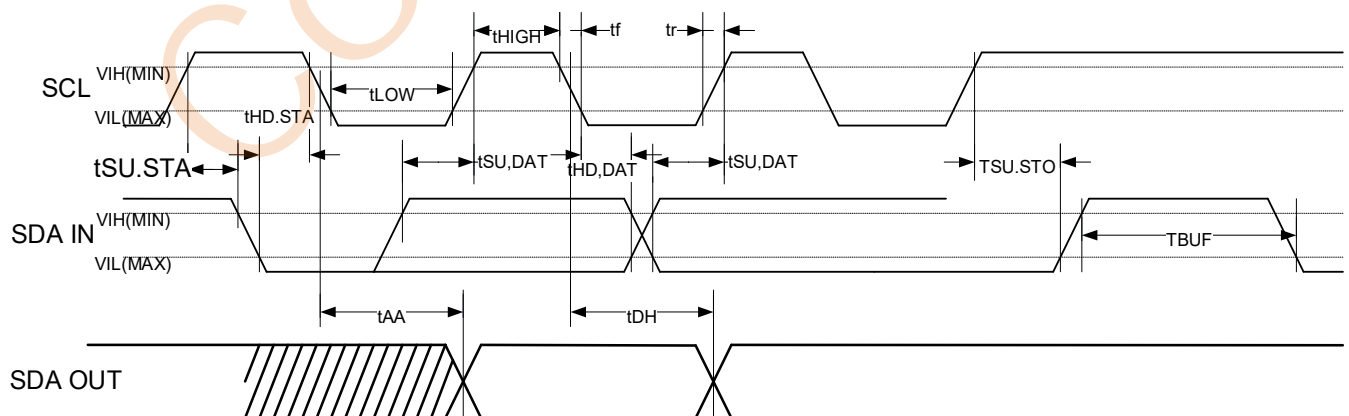 tHIGH tf tr
SCL VIH(MIN)
tLOW
VIL(MAX) tHD.STA
tSU.STA tSU,DAT tHD,DAT tSU,DAT TSU.STO
SDA IN VIH(MIN)
TBUF
VIL(MAX)
tAA tDH
SDA OUT